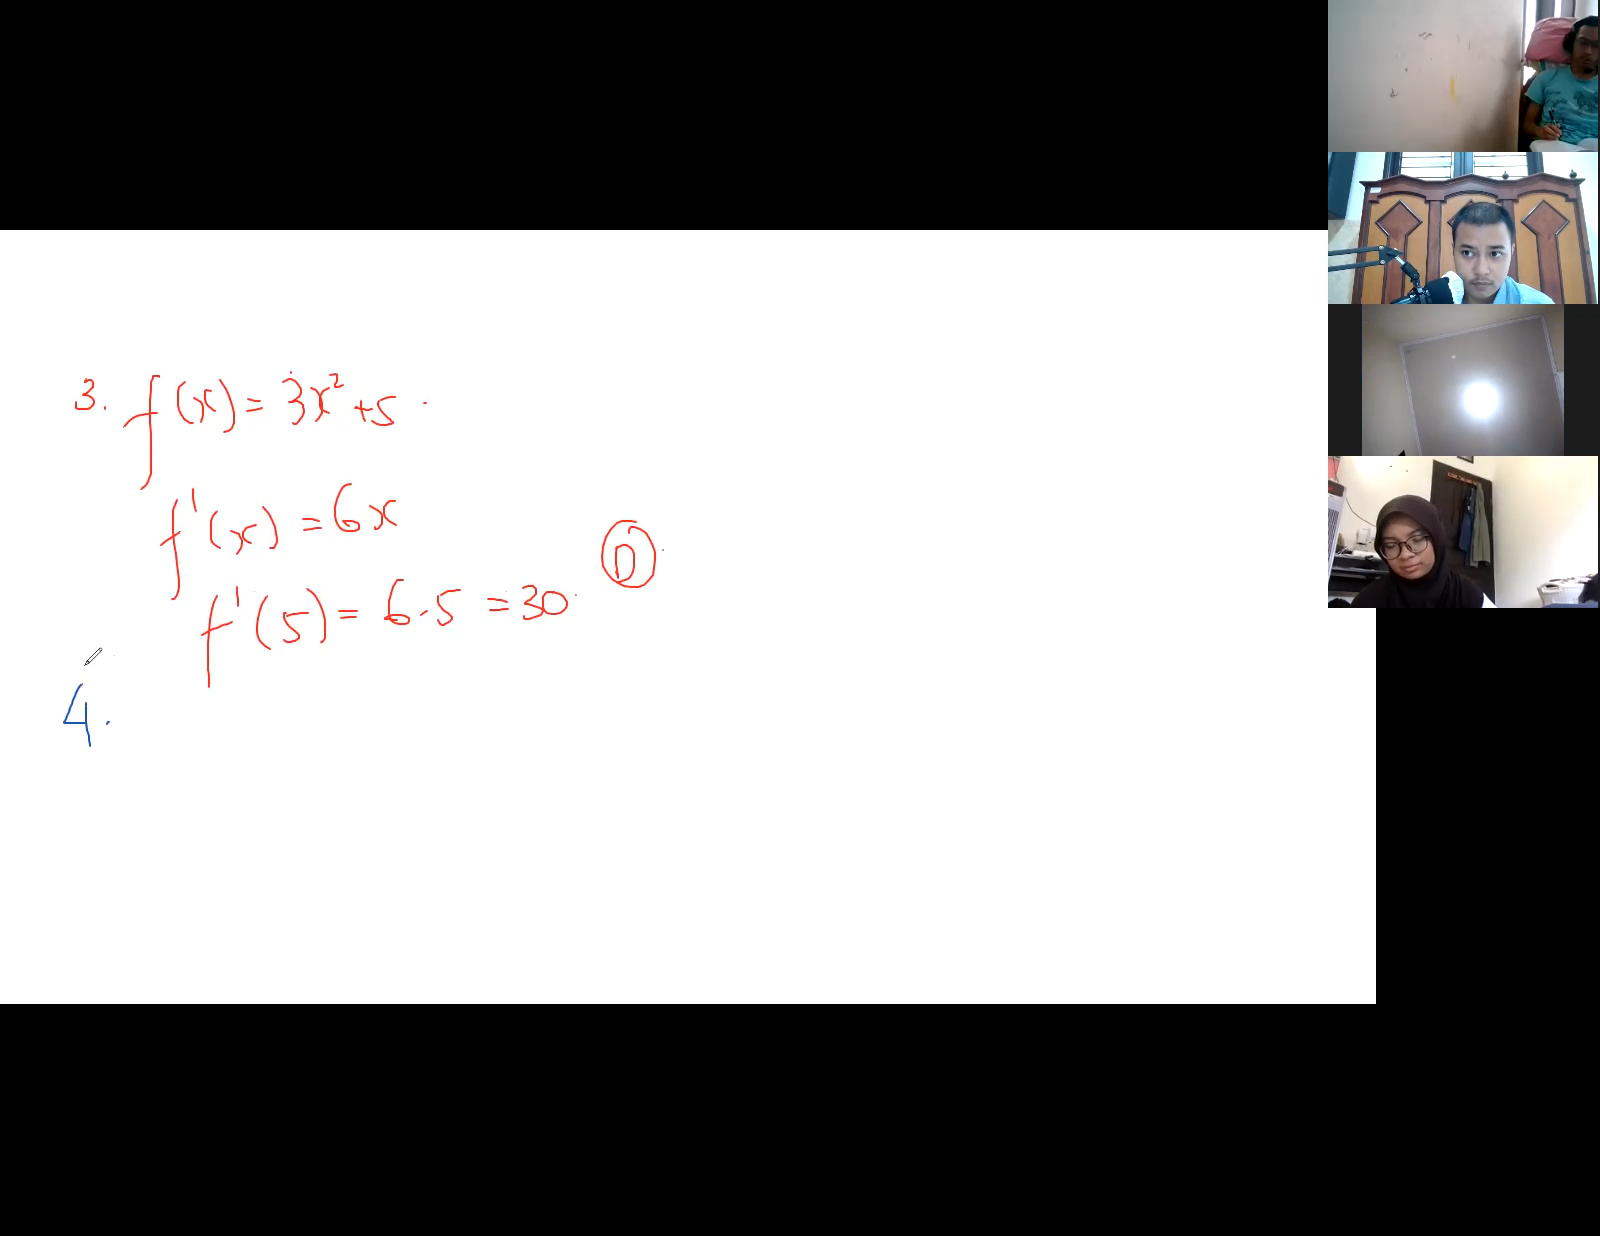 3. f(x) = 3x² + 5
f'(x) = 6x
f'(5) = 6 . 5 = 30
D
4.